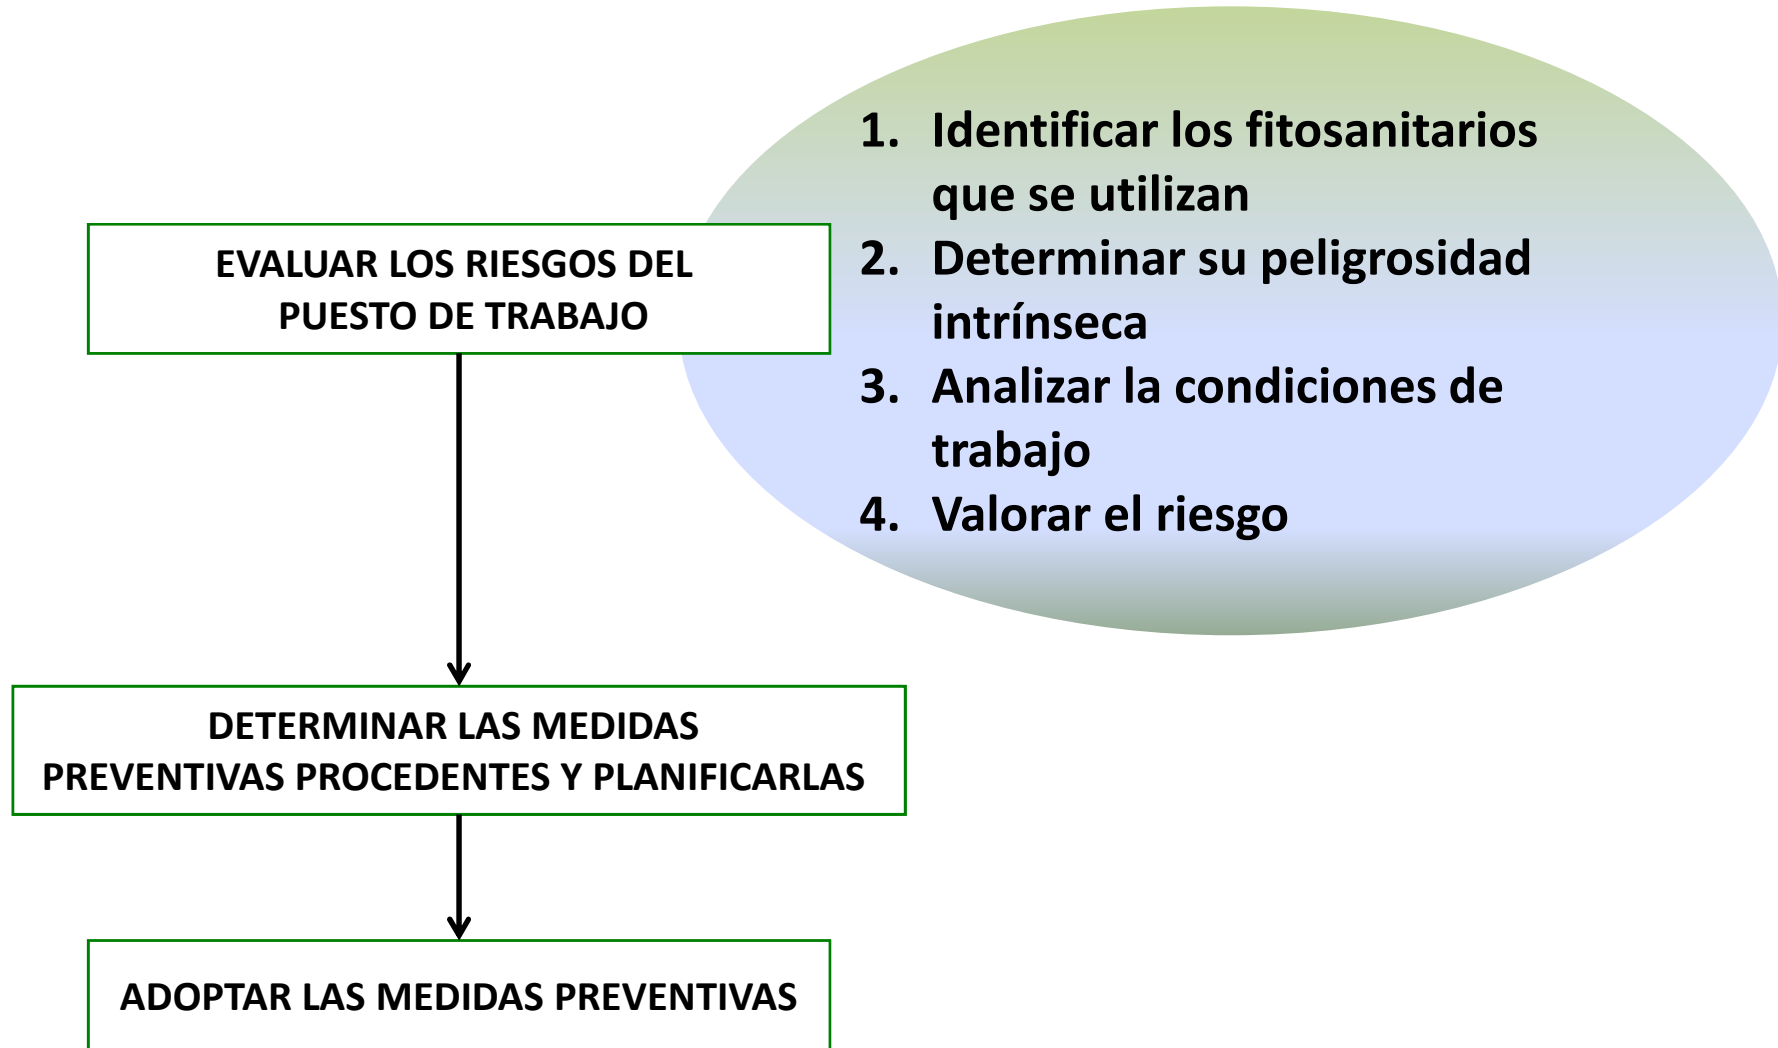 EVALUAR LOS RIESGOS DEL
PUESTO DE TRABAJO
1. Identificar los fitosanitarios
que se utilizan
2. Determinar su peligrosidad
intrínseca
3. Analizar la condiciones de
trabajo
4. Valorar el riesgo
DETERMINAR LAS MEDIDAS
PREVENTIVAS PROCEDENTES Y PLANIFICARLAS
ADOPTAR LAS MEDIDAS PREVENTIVAS